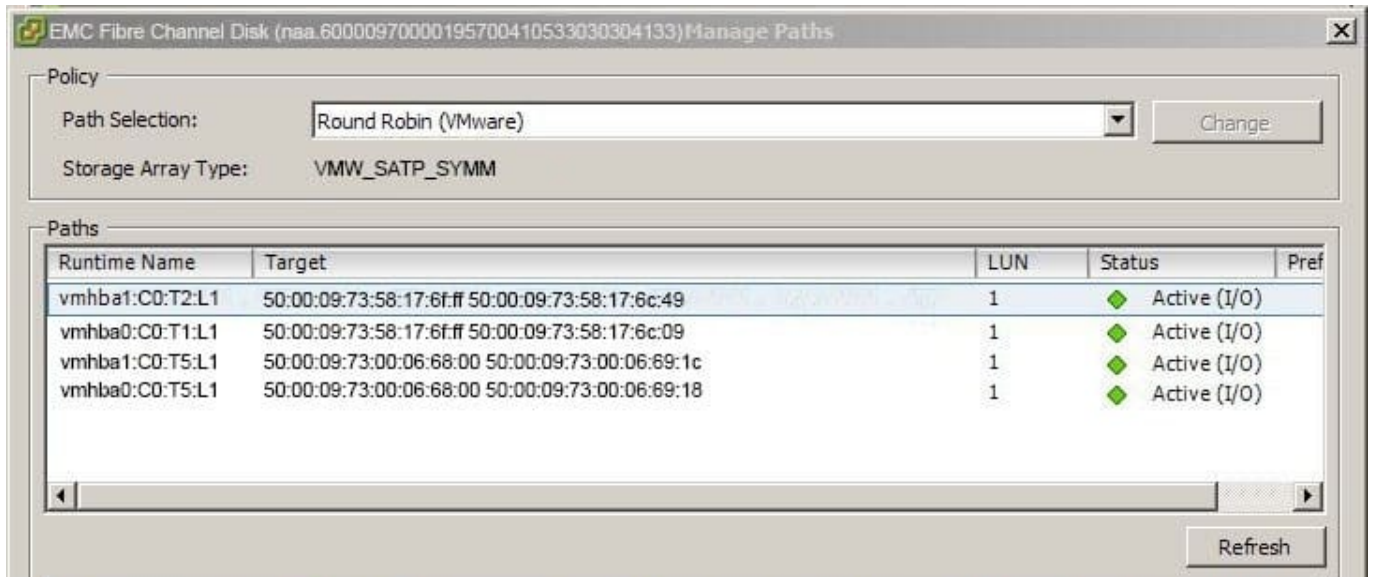 EMC Fibre Channel Disk (naa.60000970000195700410533030304133)Manage Paths
Policy
Path Selection: Round Robin (VMware) Change
Storage Array Type: VMW_SATP_SYMM
Paths
Runtime Name Target LUN Status Pref
vmhba1:C0:T2:L1 50:00:09:73:58:17:6f:ff 50:00:09:73:58:17:6c:49 1 Active (I/O)
vmhba0:C0:T1:L1 50:00:09:73:58:17:6f:ff 50:00:09:73:58:17:6c:09 1 Active (I/O)
vmhba1:C0:T5:L1 50:00:09:73:00:06:68:00 50:00:09:73:00:06:69:1c 1 Active (I/O)
vmhba0:C0:T5:L1 50:00:09:73:00:06:68:00 50:00:09:73:00:06:69:18 1 Active (I/O)
Refresh